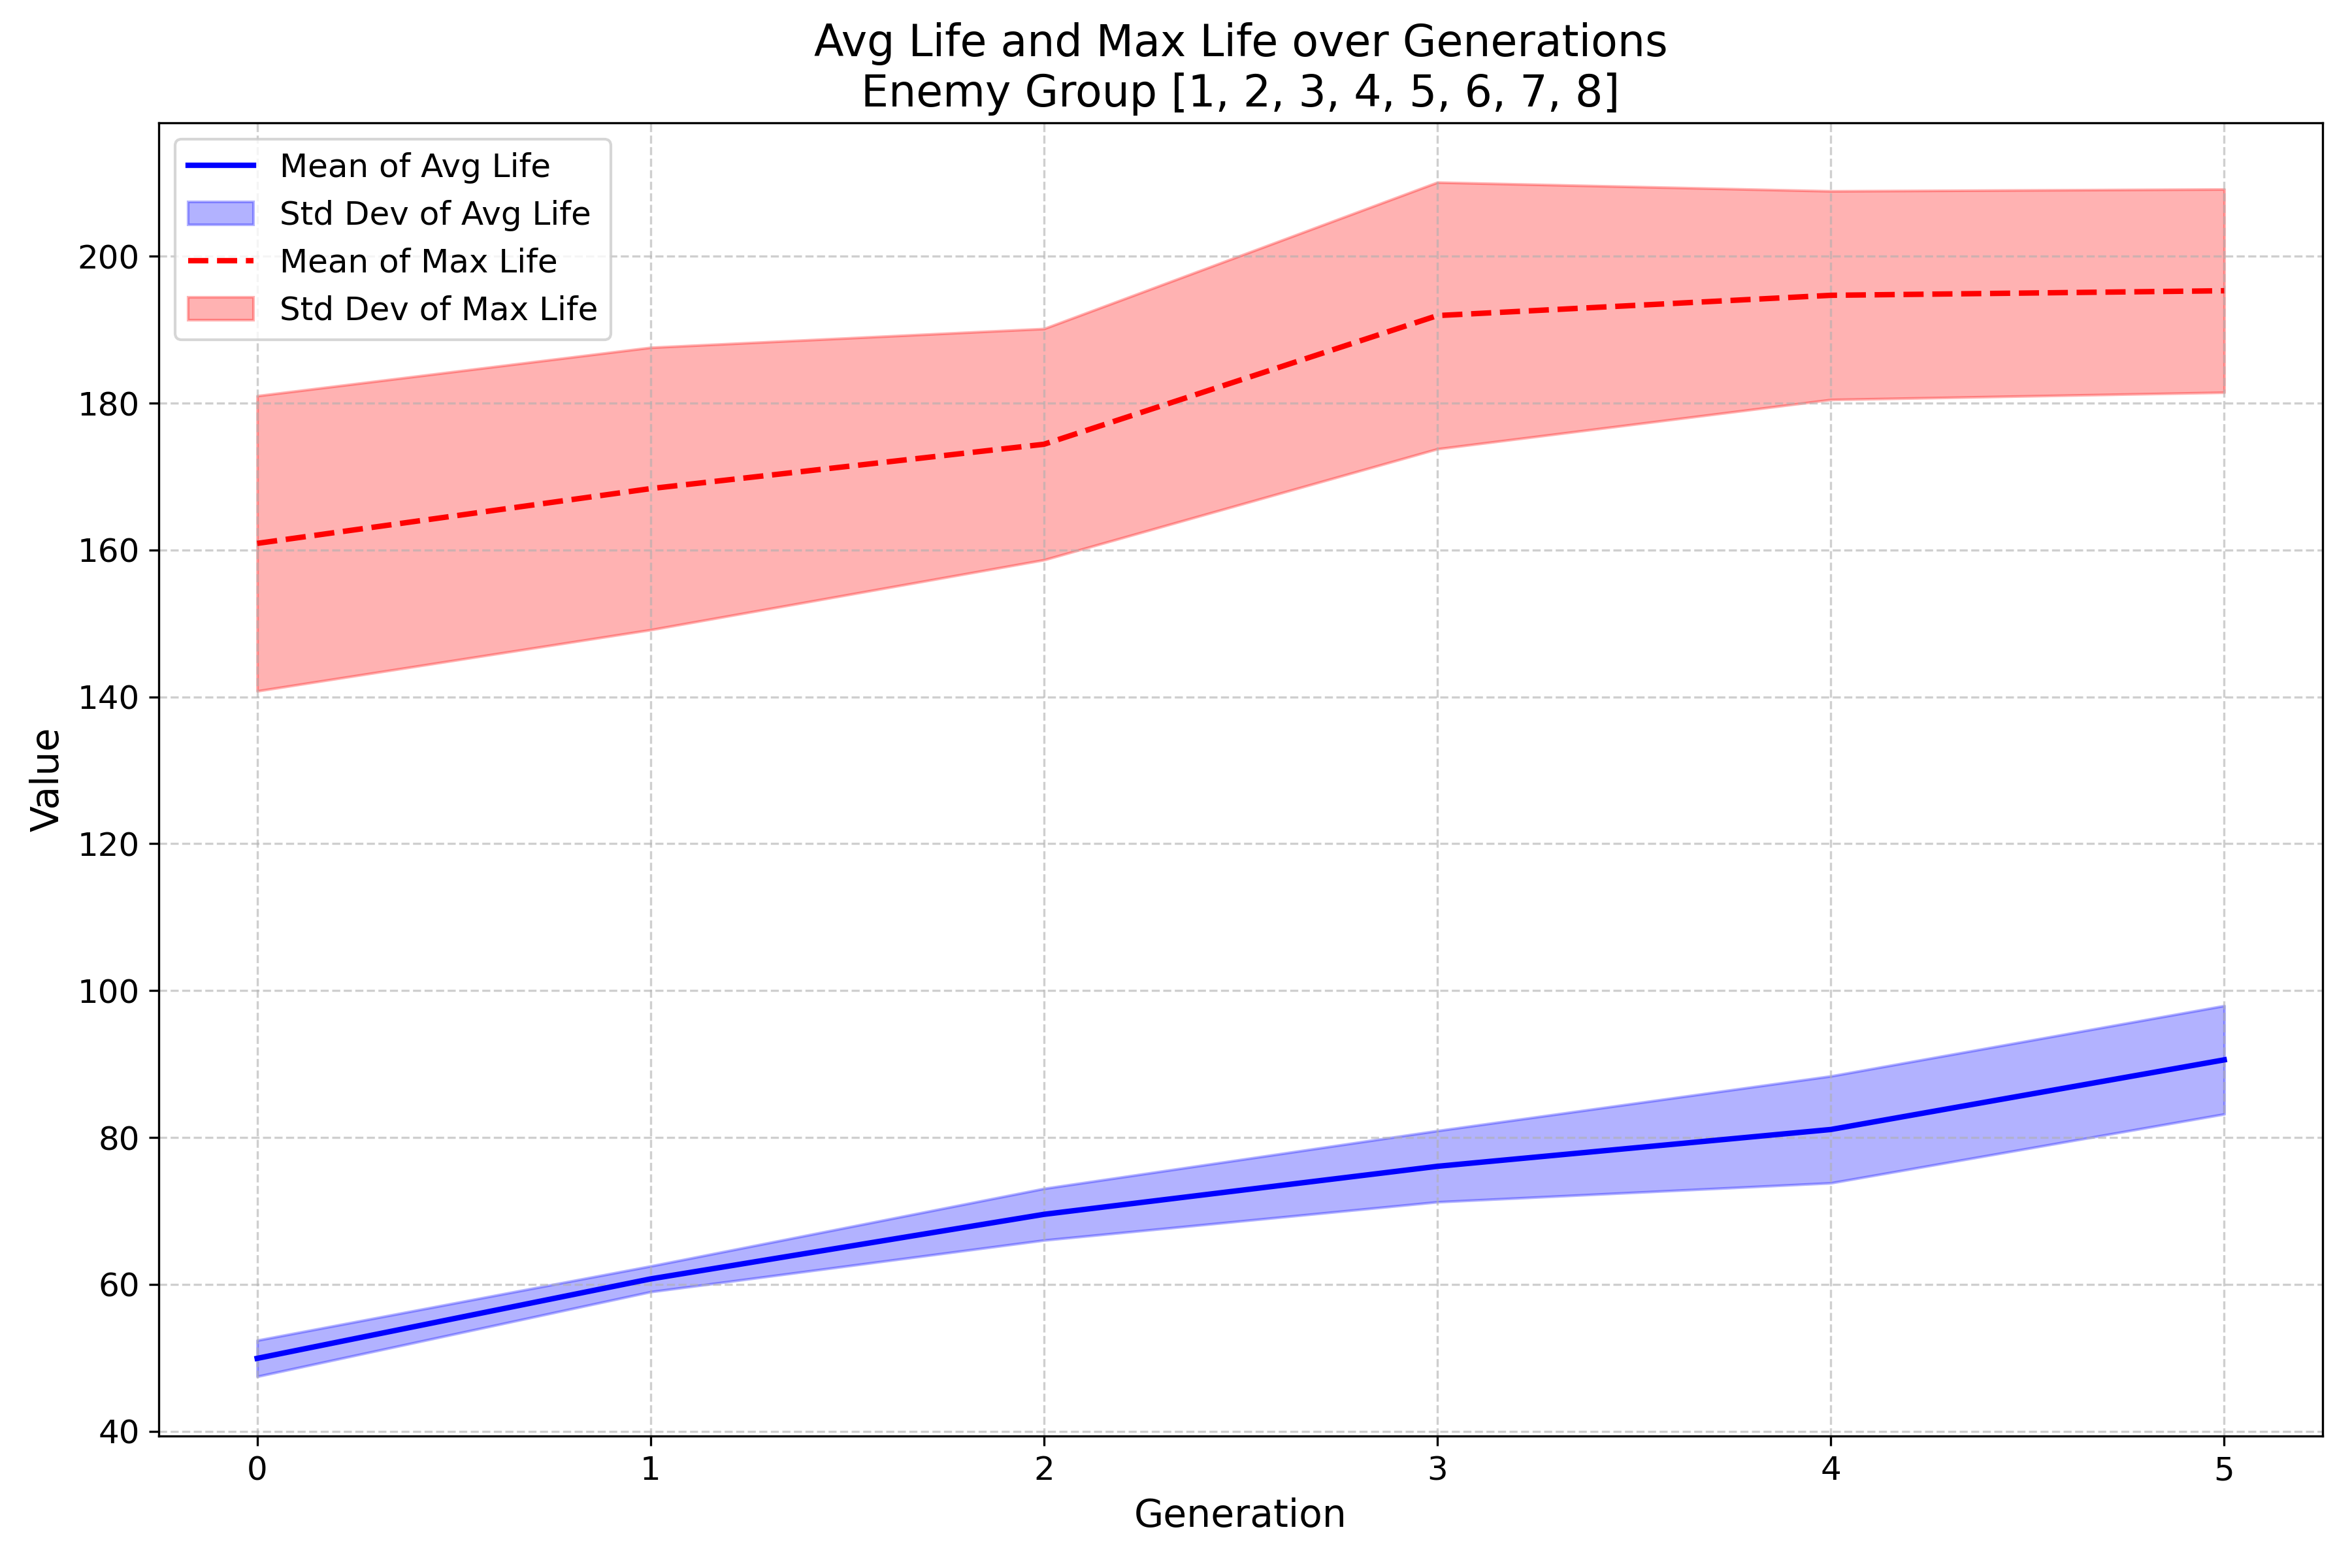 Avg Life and Max Life over Generations
Enemy Group [1, 2, 3, 4, 5, 6, 7, 8]
Mean of Avg Life
Std Dev of Avg Life
Mean of Max Life
Std Dev of Max Life
200
180
160
140
120
100
80
60
40
Value
0 1 2 3 4 5
Generation